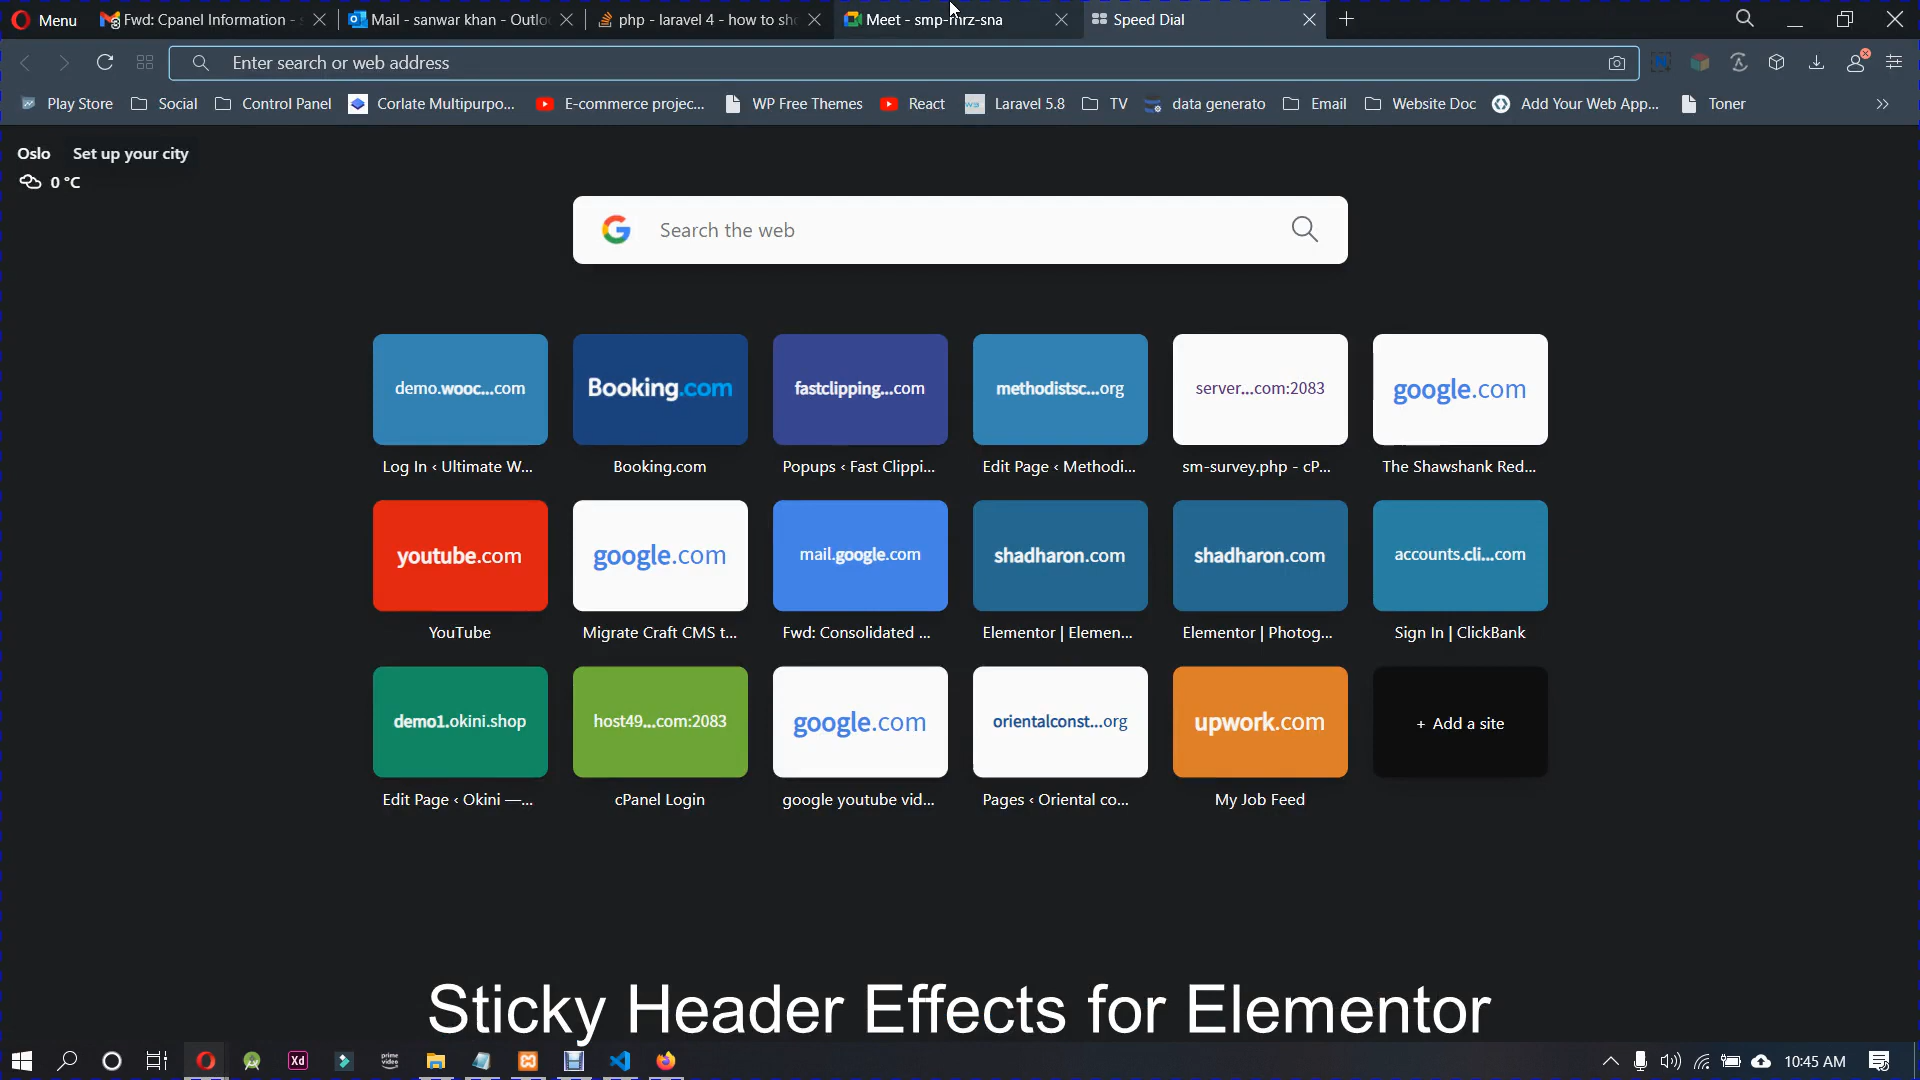 Menu
Fwd: Cpanel Information -
Mail - sanwar khan - Outlo
php - laravel 4 - how to sh
Meet - smp-hrz-sna
Speed Dial
Enter search or web address
Play Store
Social
Control Panel
Corlate Multipurpo...
E-commerce projec...
WP Free Themes
React
Laravel 5.8
TV
data generato
Email
Website Doc
Add Your Web App...
Toner
Oslo Set up your city
0 °C
Search the web
demo.wooc...com
Booking.com
fastclipping...com
methodistsc...org
server...com:2083
google.com
Log In ‹ Ultimate W...
Booking.com
Popups ‹ Fast Clippi...
Edit Page ‹ Methodi...
sm-survey.php - cP...
The Shawshank Red...
youtube.com
google.com
mail.google.com
shadharon.com
shadharon.com
accounts.cli...com
YouTube
Migrate Craft CMS t...
Fwd: Consolidated ...
Elementor | Elemen...
Elementor | Photog...
Sign In | ClickBank
demo1.okini.shop
host49...com:2083
google.com
orientalconst...org
upwork.com
+ Add a site
Edit Page ‹ Okini —...
cPanel Login
google youtube vid...
Pages ‹ Oriental co...
My Job Feed
Sticky Header Effects for Elementor
Xd
prime video
10:45 AM